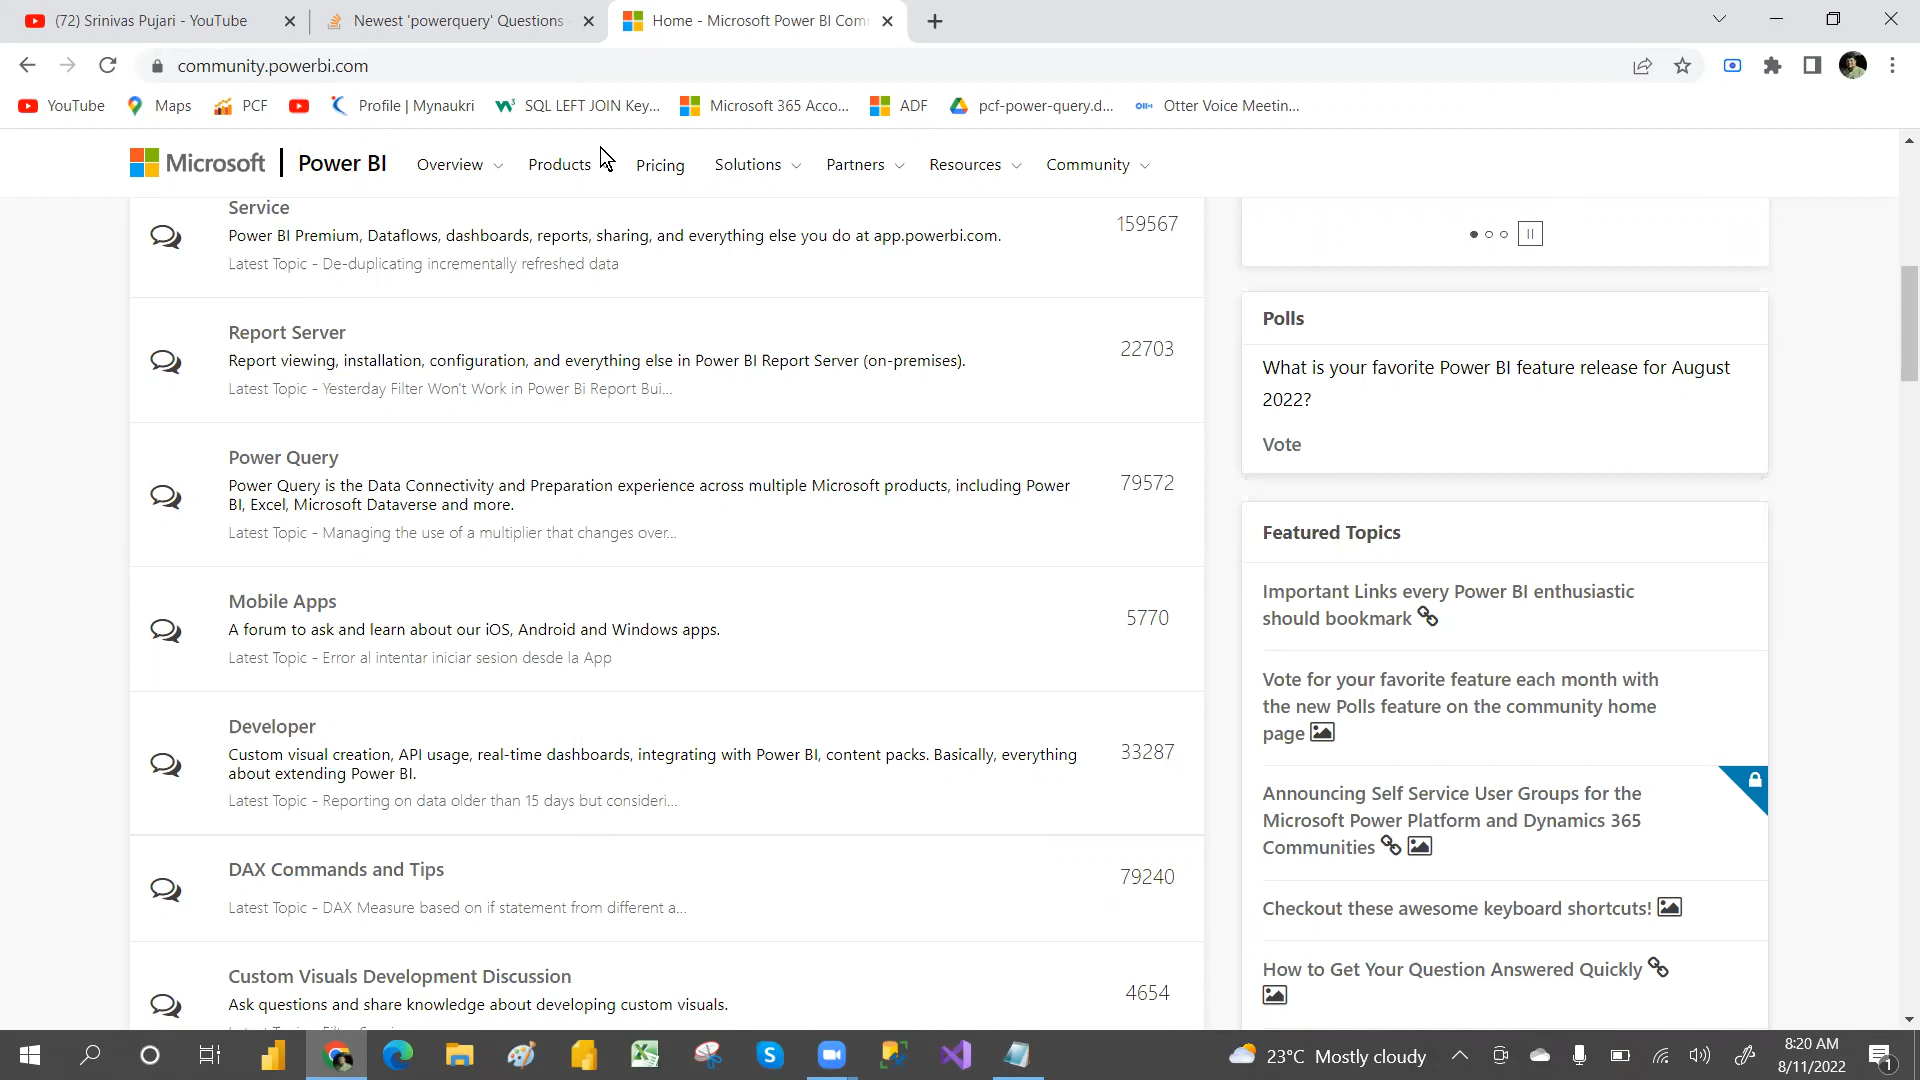 (72) Srinivas Pujari - YouTube
Newest 'powerquery' Questions
Home - Microsoft Power BI Com
community.powerbi.com
YouTube
Maps
PCF
Profile | Mynaukri
SQL LEFT JOIN Key...
Microsoft 365 Acco...
ADF
pcf-power-query.d...
Otter Voice Meetin...
Microsoft | Power BI
Overview
Products
Pricing
Solutions
Partners
Resources
Community
Service
159567
Power BI Premium, Dataflows, dashboards, reports, sharing, and everything else you do at app.powerbi.com.
Latest Topic - De-duplicating incrementally refreshed data
Report Server
22703
Report viewing, installation, configuration, and everything else in Power BI Report Server (on-premises).
Latest Topic - Yesterday Filter Won't Work in Power Bi Report Bui...
Power Query
79572
Power Query is the Data Connectivity and Preparation experience across multiple Microsoft products, including Power
BI, Excel, Microsoft Dataverse and more.
Latest Topic - Managing the use of a multiplier that changes over...
Mobile Apps
5770
A forum to ask and learn about our iOS, Android and Windows apps.
Latest Topic - Error al intentar iniciar sesion desde la App
Developer
33287
Custom visual creation, API usage, real-time dashboards, integrating with Power BI, content packs. Basically, everything
about extending Power BI.
Latest Topic - Reporting on data older than 15 days but consideri...
DAX Commands and Tips
79240
Latest Topic - DAX Measure based on if statement from different a...
Custom Visuals Development Discussion
4654
Ask questions and share knowledge about developing custom visuals.
Polls
What is your favorite Power BI feature release for August
2022?
Vote
Featured Topics
Important Links every Power BI enthusiastic
should bookmark
Vote for your favorite feature each month with
the new Polls feature on the community home
page
Announcing Self Service User Groups for the
Microsoft Power Platform and Dynamics 365
Communities
Checkout these awesome keyboard shortcuts!
How to Get Your Question Answered Quickly
23°C Mostly cloudy
8:20 AM
8/11/2022
1